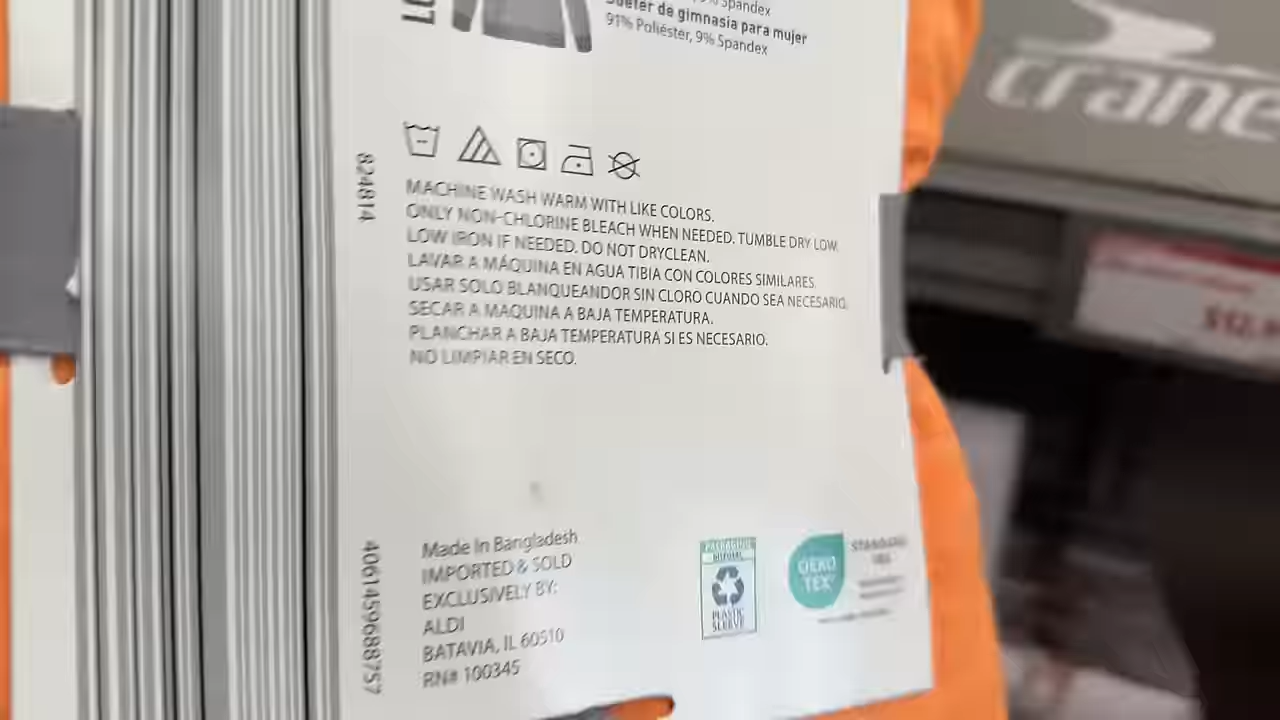 Spandex
Suéter de gimnasia para mujer
91% Poliéster, 9% Spandex
824814
MACHINE WASH WARM WITH LIKE COLORS.
ONLY NON-CHLORINE BLEACH WHEN NEEDED. TUMBLE DRY LOW.
LOW IRON IF NEEDED. DO NOT DRYCLEAN.
LAVAR A MÁQUINA EN AGUA TIBIA CON COLORES SIMILARES.
USAR SOLO BLANQUEANDOR SIN CLORO CUANDO SEA NECESARIO.
SECAR A MÁQUINA A BAJA TEMPERATURA.
PLANCHAR A BAJA TEMPERATURA SI ES NECESARIO.
NO LIMPIAR EN SECO.
4061459688757
Made In Bangladesh
IMPORTED & SOLD
EXCLUSIVELY BY:
ALDI
BATAVIA, IL 60510
RN# 100345
PLASTIC
SLEEVE
OEKO
TEX®
STANDARD
crane